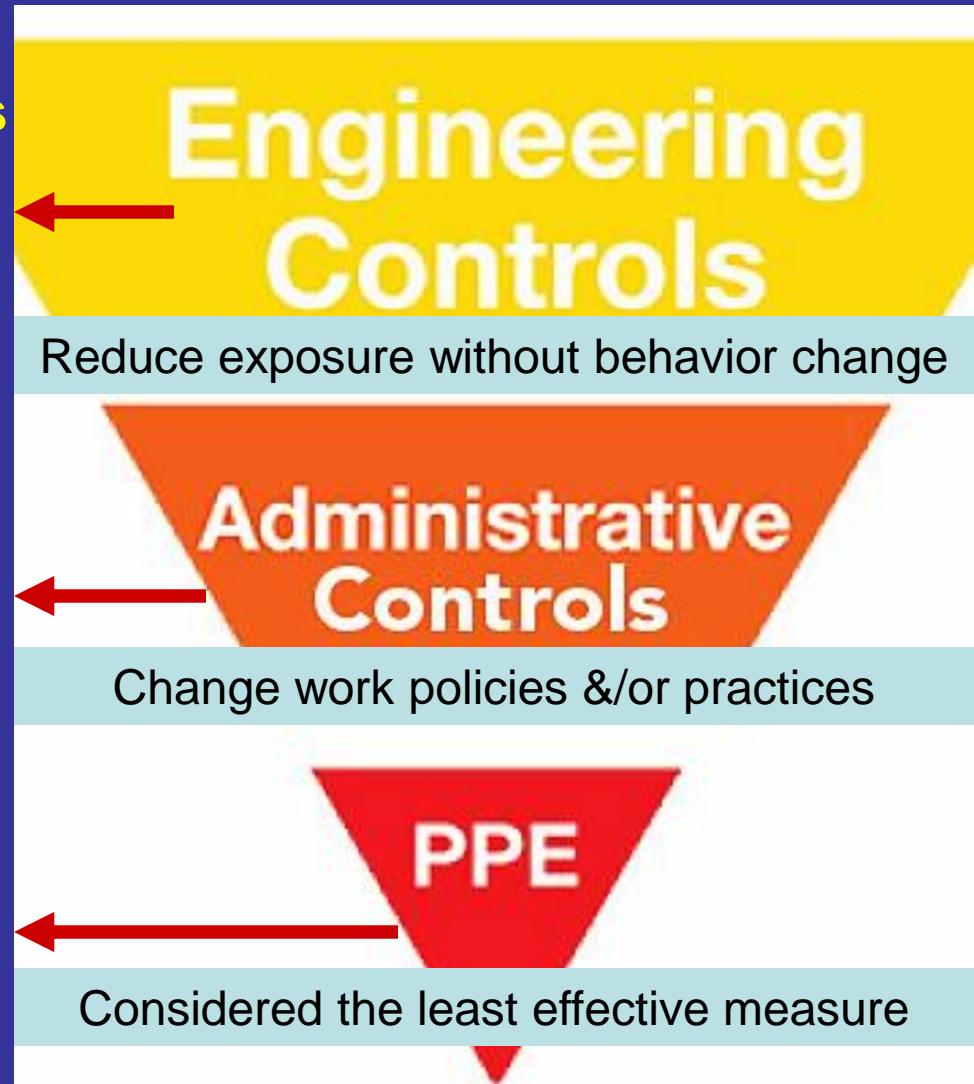 s
Engineering
Controls
Reduce exposure without behavior change
Administrative
Controls
Change work policies &/or practices
PPE
Considered the least effective measure